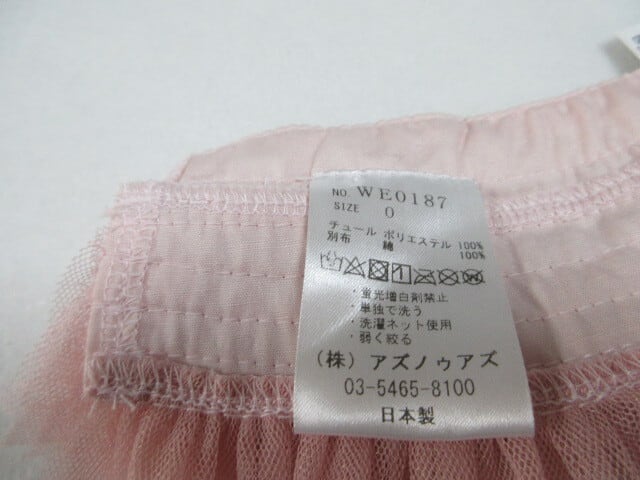 NO. WE0187
SIZE 0
チュール ポリエステル 100%
別布 綿 100%
・蛍光増白剤禁止
・単独で洗う
・洗濯ネット使用
・弱く絞る
(株) アズノゥアズ
03-5465-8100
日本製